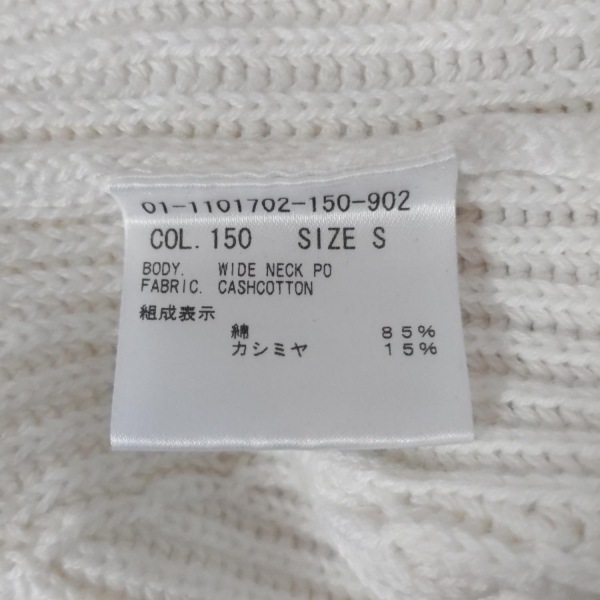 01-1101702-150-902
COL. 150 SIZE S
BODY. WIDE NECK PO
FABRIC. CASHCOTTON
組成表示
綿 85%
カシミヤ 15%